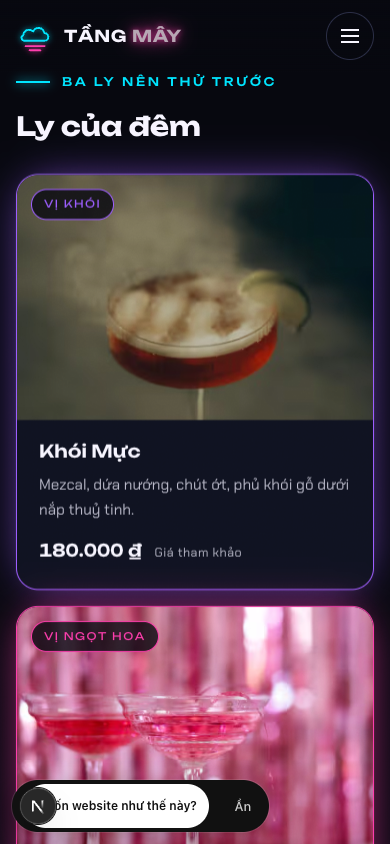 TẦNG MÂY
BA LY NÊN THỬ TRƯỚC
Ly của đêm
VỊ KHÓI
Khói Mực
Mezcal, dứa nướng, chút ớt, phủ khói gỗ dưới
nắp thuỷ tinh.
180.000 ₫ Giá tham khảo
VỊ NGỌT HOA
N website như thế này? Ẩn